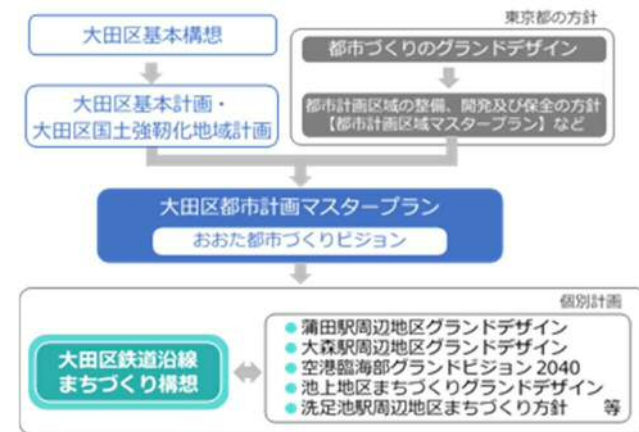 東京都の方針
大田区基本構想
都市づくりのグランドデザイン
大田区基本計画・
大田区国土強靭化地域計画
都市計画区域の整備、開発及び保全の方針
【都市計画区域マスタープラン】など
大田区都市計画マスタープラン
おおた都市づくりビジョン
個別計画
大田区鉄道沿線
まちづくり構想
●蒲田駅周辺地区グランドデザイン
●大森駅周辺地区グランドデザイン
●空港臨海部グランドビジョン2040
●池上地区まちづくりグランドデザイン
●洗足池駅周辺地区まちづくり方針 等